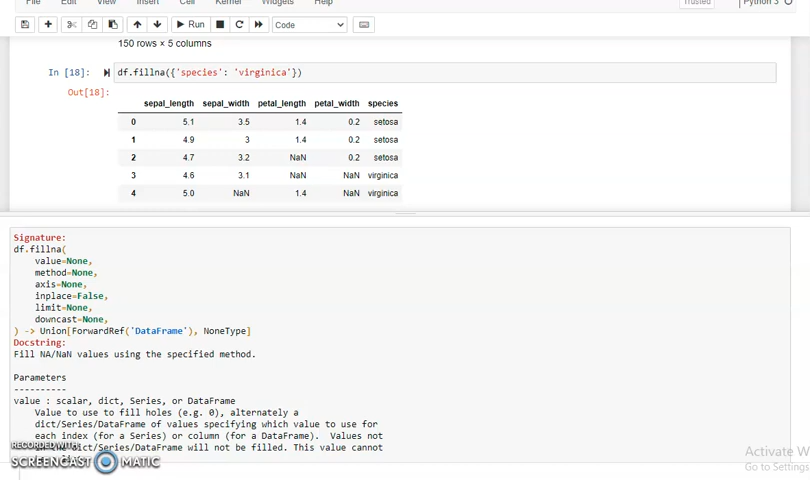 File Edit View Insert Cell Kernel Widgets Help Trusted Python 3
Run Code
150 rows × 5 columns
In [18]: df.fillna({'species': 'virginica'})
Out[18]:
sepal_length sepal_width petal_length petal_width species
0 5.1 3.5 1.4 0.2 setosa
1 4.9 3 1.4 0.2 setosa
2 4.7 3.2 NaN 0.2 setosa
3 4.6 3.1 NaN NaN virginica
4 5.0 NaN 1.4 NaN virginica
Signature:
df.fillna(
value=None,
method=None,
axis=None,
inplace=False,
limit=None,
downcast=None,
) -> Union[ForwardRef('DataFrame'), NoneType]
Docstring:
Fill NA/NaN values using the specified method.
Parameters
----------
value : scalar, dict, Series, or DataFrame
Value to use to fill holes (e.g. 0), alternately a
dict/Series/DataFrame of values specifying which value to use for
each index (for a Series) or column (for a DataFrame). Values not
dict/Series/DataFrame will not be filled. This value cannot
RECORDED WITH
SCREENCAST MATIC
Activate W
Go to Settings